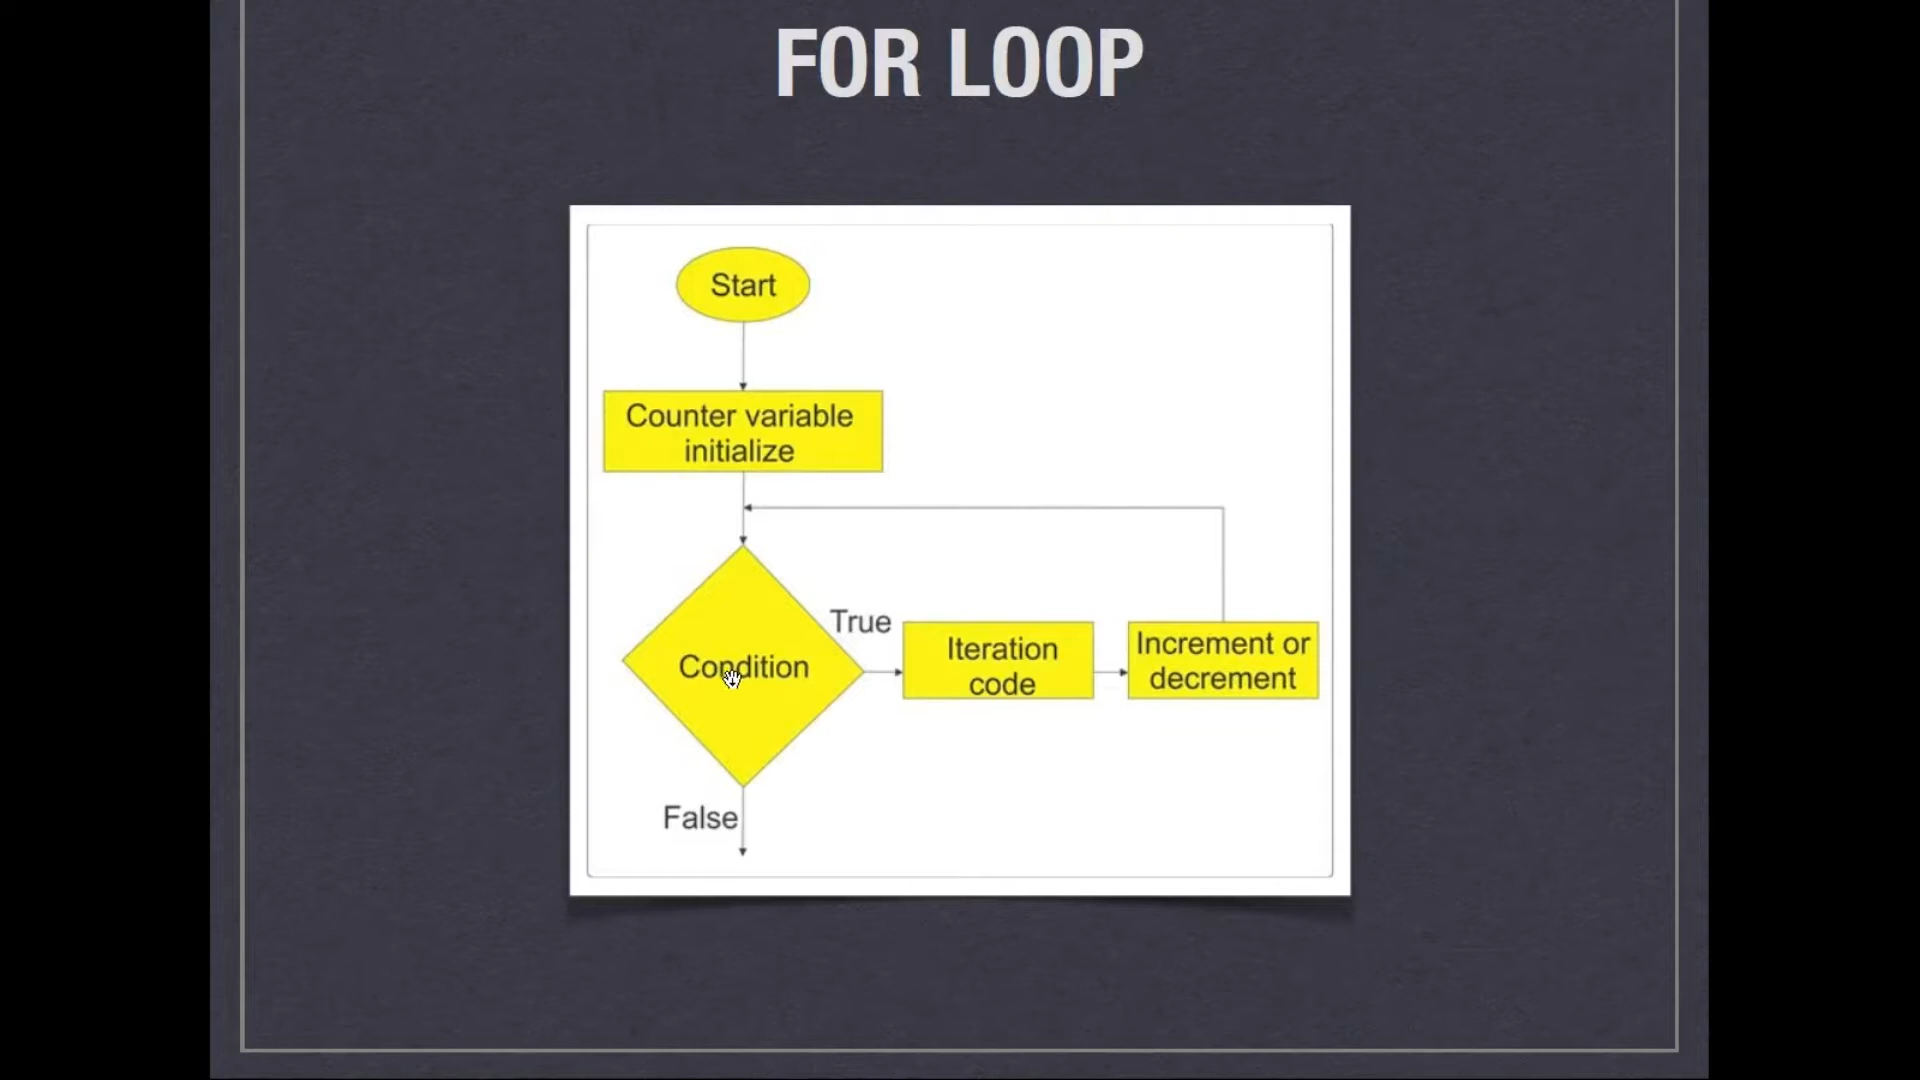 FOR LOOP
Start
Counter variable
initialize
True
Condition
Iteration
code
Increment or
decrement
False